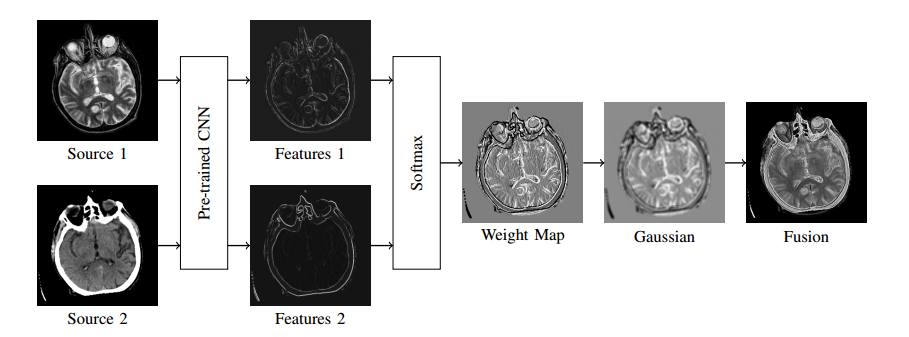 Source 1
Source 2
Pre-trained CNN
Features 1
Features 2
Softmax
Weight Map
Gaussian
Fusion